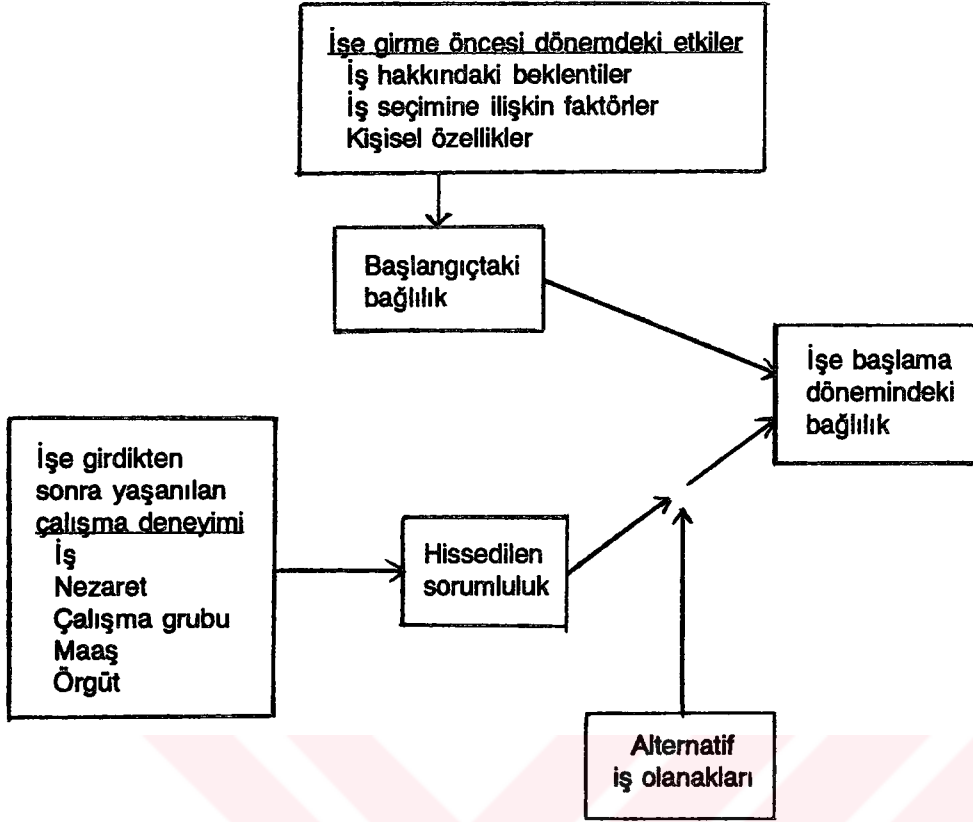 İşe girme öncesi dönemdeki etkiler
İş hakkındaki beklentiler
İş seçimine ilişkin faktörler
Kişisel özellikler
Başlangıçtaki
bağlılık
İşe başlama
dönemindeki
bağlılık
İşe girdikten
sonra yaşanılan
çalışma deneyimi
İş
Nezaret
Çalışma grubu
Maaş
Örgüt
Hissedilen
sorumluluk
Alternatif
iş olanakları